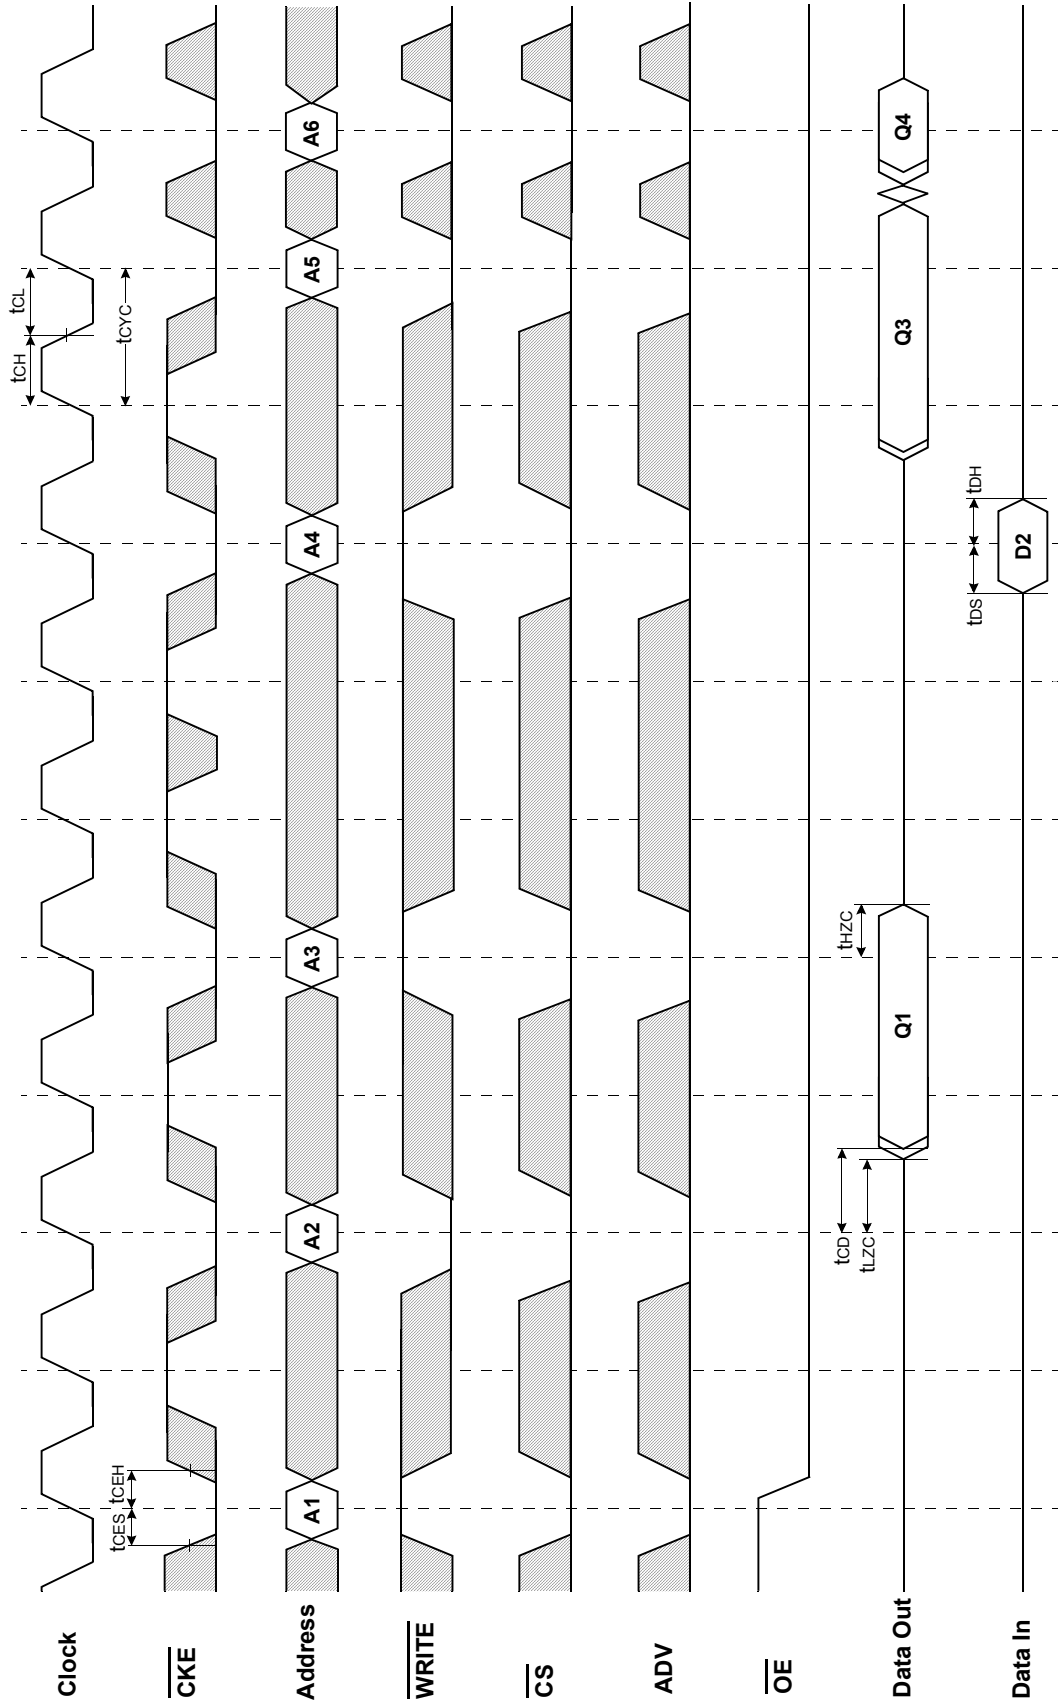 Clock
tCH
tCL
tCES
tCEH
tCYC
CKE
Address
A1
A2
A3
A4
A5
A6
WRITE
CS
ADV
OE
tCD
tLZC
tHZC
Data Out
Q1
Q3
Q4
tDS
tDH
Data In
D2